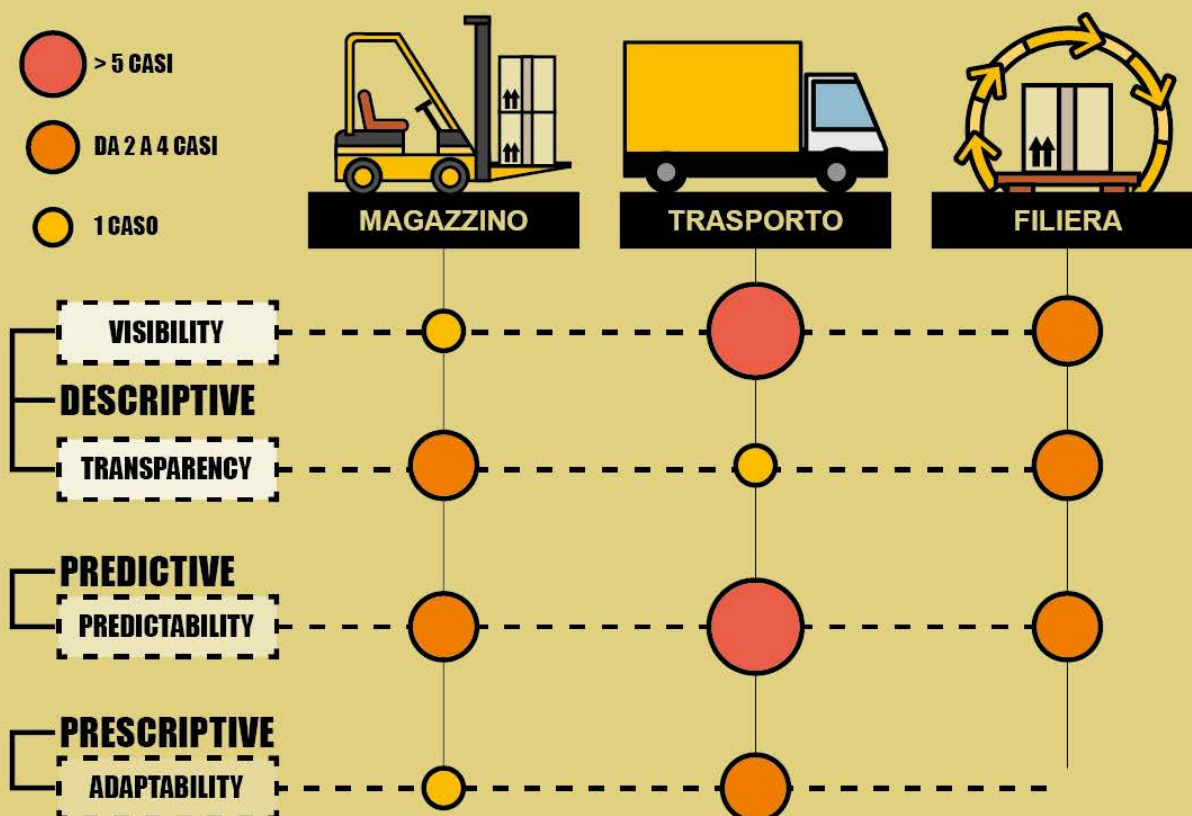 > 5 CASI
DA 2 A 4 CASI
1 CASO
MAGAZZINO
TRASPORTO
FILIERA
VISIBILITY
DESCRIPTIVE
TRANSPARENCY
PREDICTIVE
PREDICTABILITY
PRESCRIPTIVE
ADAPTABILITY